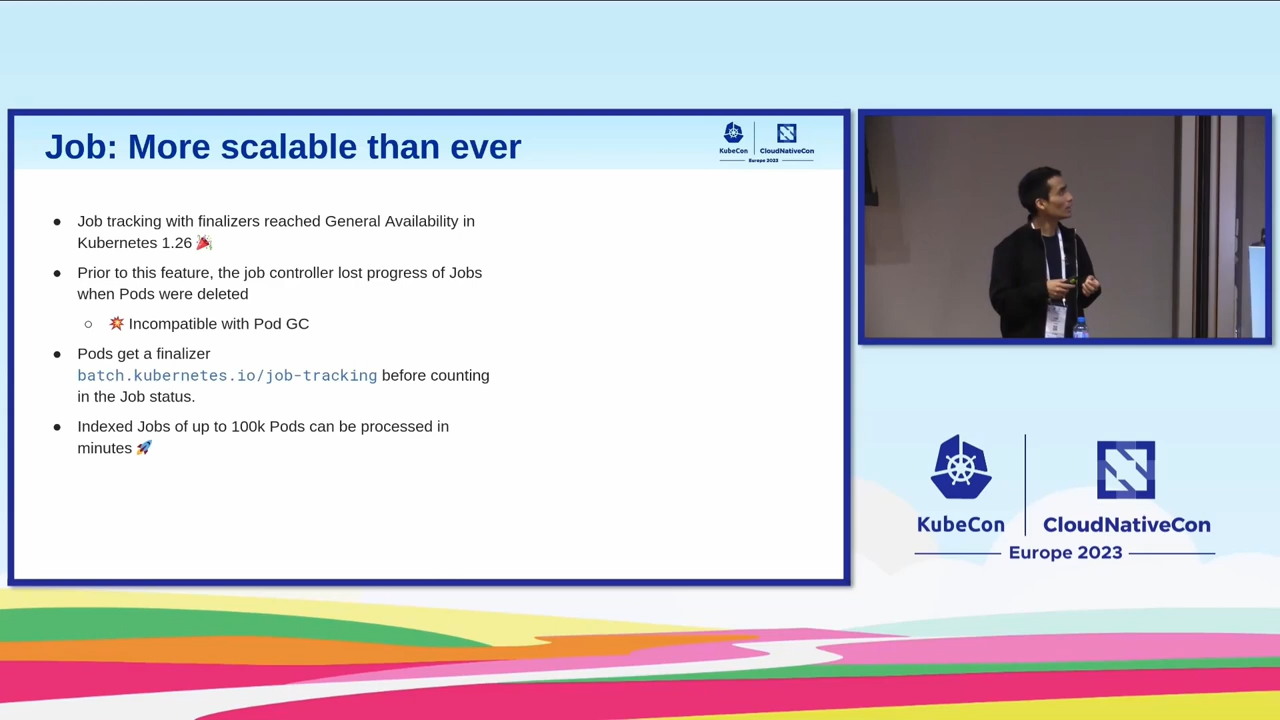 Job: More scalable than ever
KubeCon
CloudNativeCon
Europe 2023
● Job tracking with finalizers reached General Availability in
Kubernetes 1.26 🎉
● Prior to this feature, the job controller lost progress of Jobs
when Pods were deleted
○ 💥 Incompatible with Pod GC
● Pods get a finalizer
batch.kubernetes.io/job-tracking before counting
in the Job status.
● Indexed Jobs of up to 100k Pods can be processed in
minutes 🚀
KubeCon
CloudNativeCon
Europe 2023